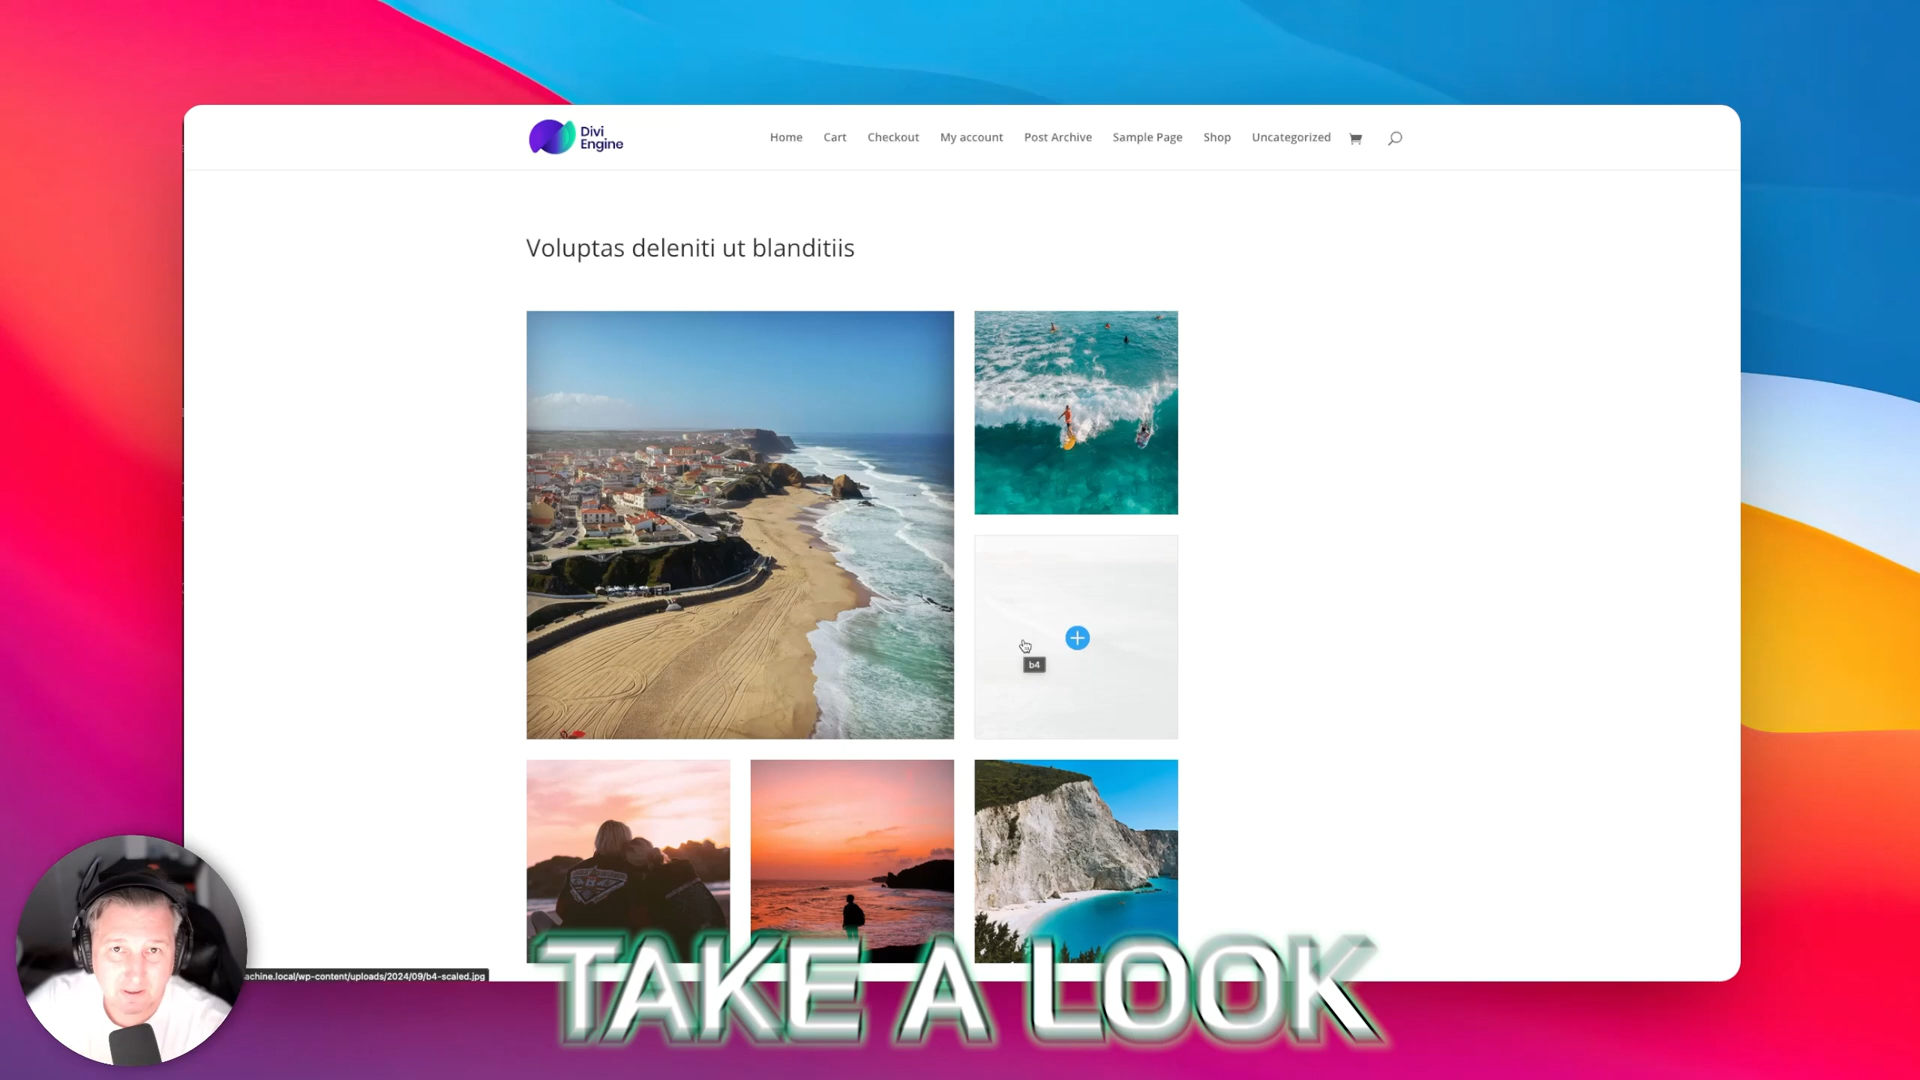 Divi
Engine
Home Cart Checkout My account Post Archive Sample Page Shop Uncategorized
Voluptas deleniti ut blanditiis
b4
achine.local/wp-content/uploads/2024/09/b4-scaled.jpg
TAKE A LOOK